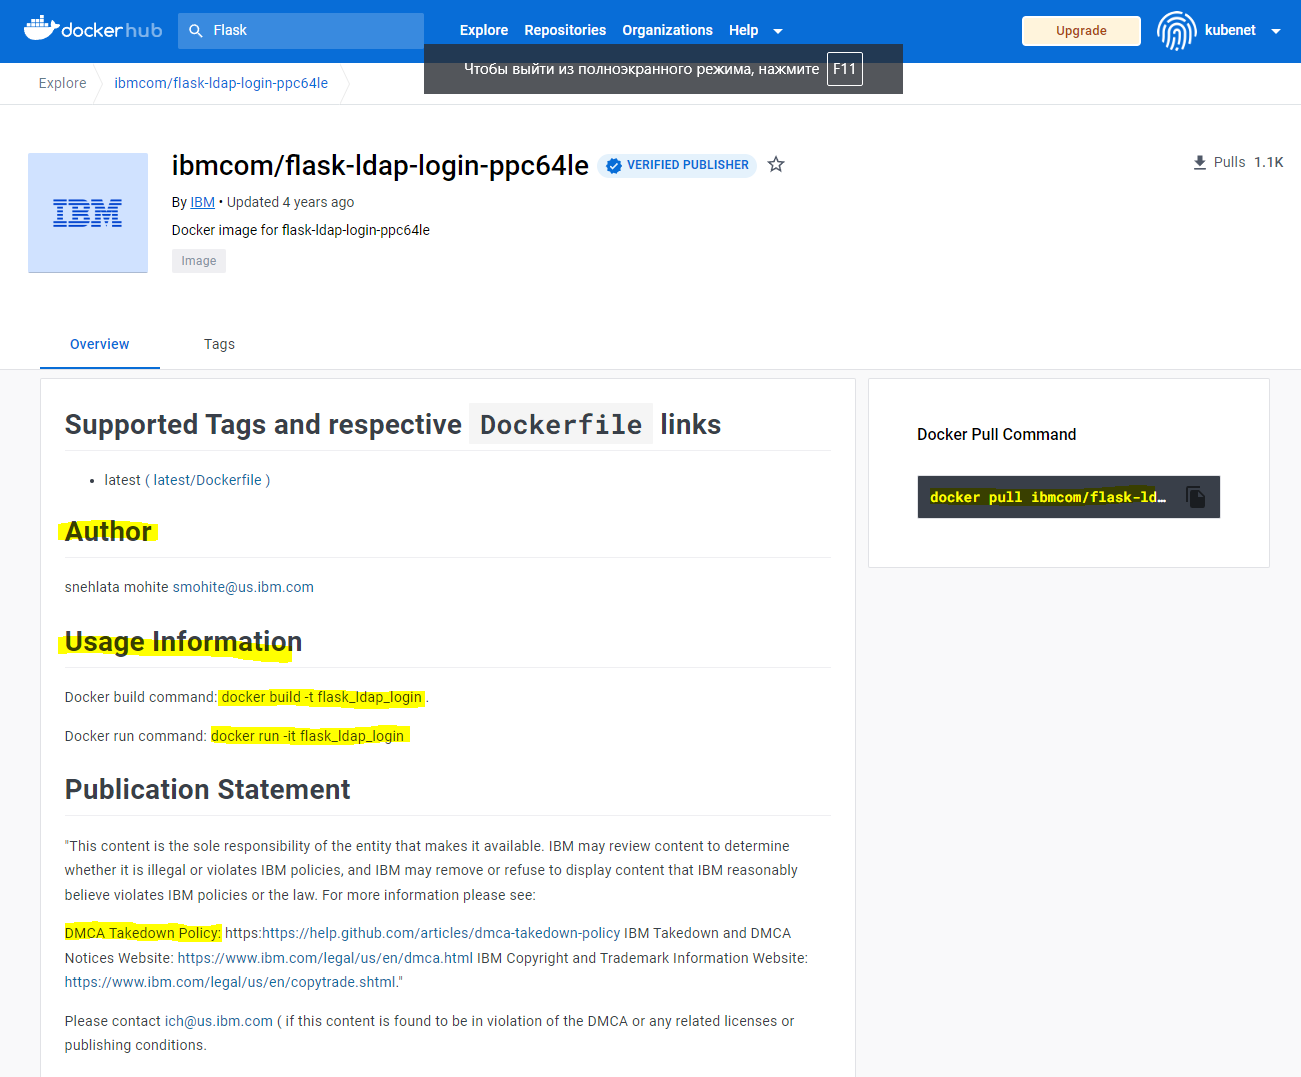 dockerhub
Flask
Explore Repositories Organizations Help
Upgrade
kubenet
Чтобы выйти из полноэкранного режима, нажмите F11
Explore ibmcom/flask-ldap-login-ppc64le
IBM
ibmcom/flask-ldap-login-ppc64le VERIFIED PUBLISHER
Pulls 1.1K
By IBM • Updated 4 years ago
Docker image for flask-ldap-login-ppc64le
Image
Overview Tags
Supported Tags and respective Dockerfile links
• latest ( latest/Dockerfile )
Author
snehlata mohite smohite@us.ibm.com
Usage Information
Docker build command: docker build -t flask_ldap_login .
Docker run command: docker run -it flask_ldap_login
Publication Statement
"This content is the sole responsibility of the entity that makes it available. IBM may review content to determine
whether it is illegal or violates IBM policies, and IBM may remove or refuse to display content that IBM reasonably
believe violates IBM policies or the law. For more information please see:
DMCA Takedown Policy: https:https://help.github.com/articles/dmca-takedown-policy IBM Takedown and DMCA
Notices Website: https://www.ibm.com/legal/us/en/dmca.html IBM Copyright and Trademark Information Website:
https://www.ibm.com/legal/us/en/copytrade.shtml."
Please contact ich@us.ibm.com ( if this content is found to be in violation of the DMCA or any related licenses or
publishing conditions.
Docker Pull Command
docker pull ibmcom/flask-ld…